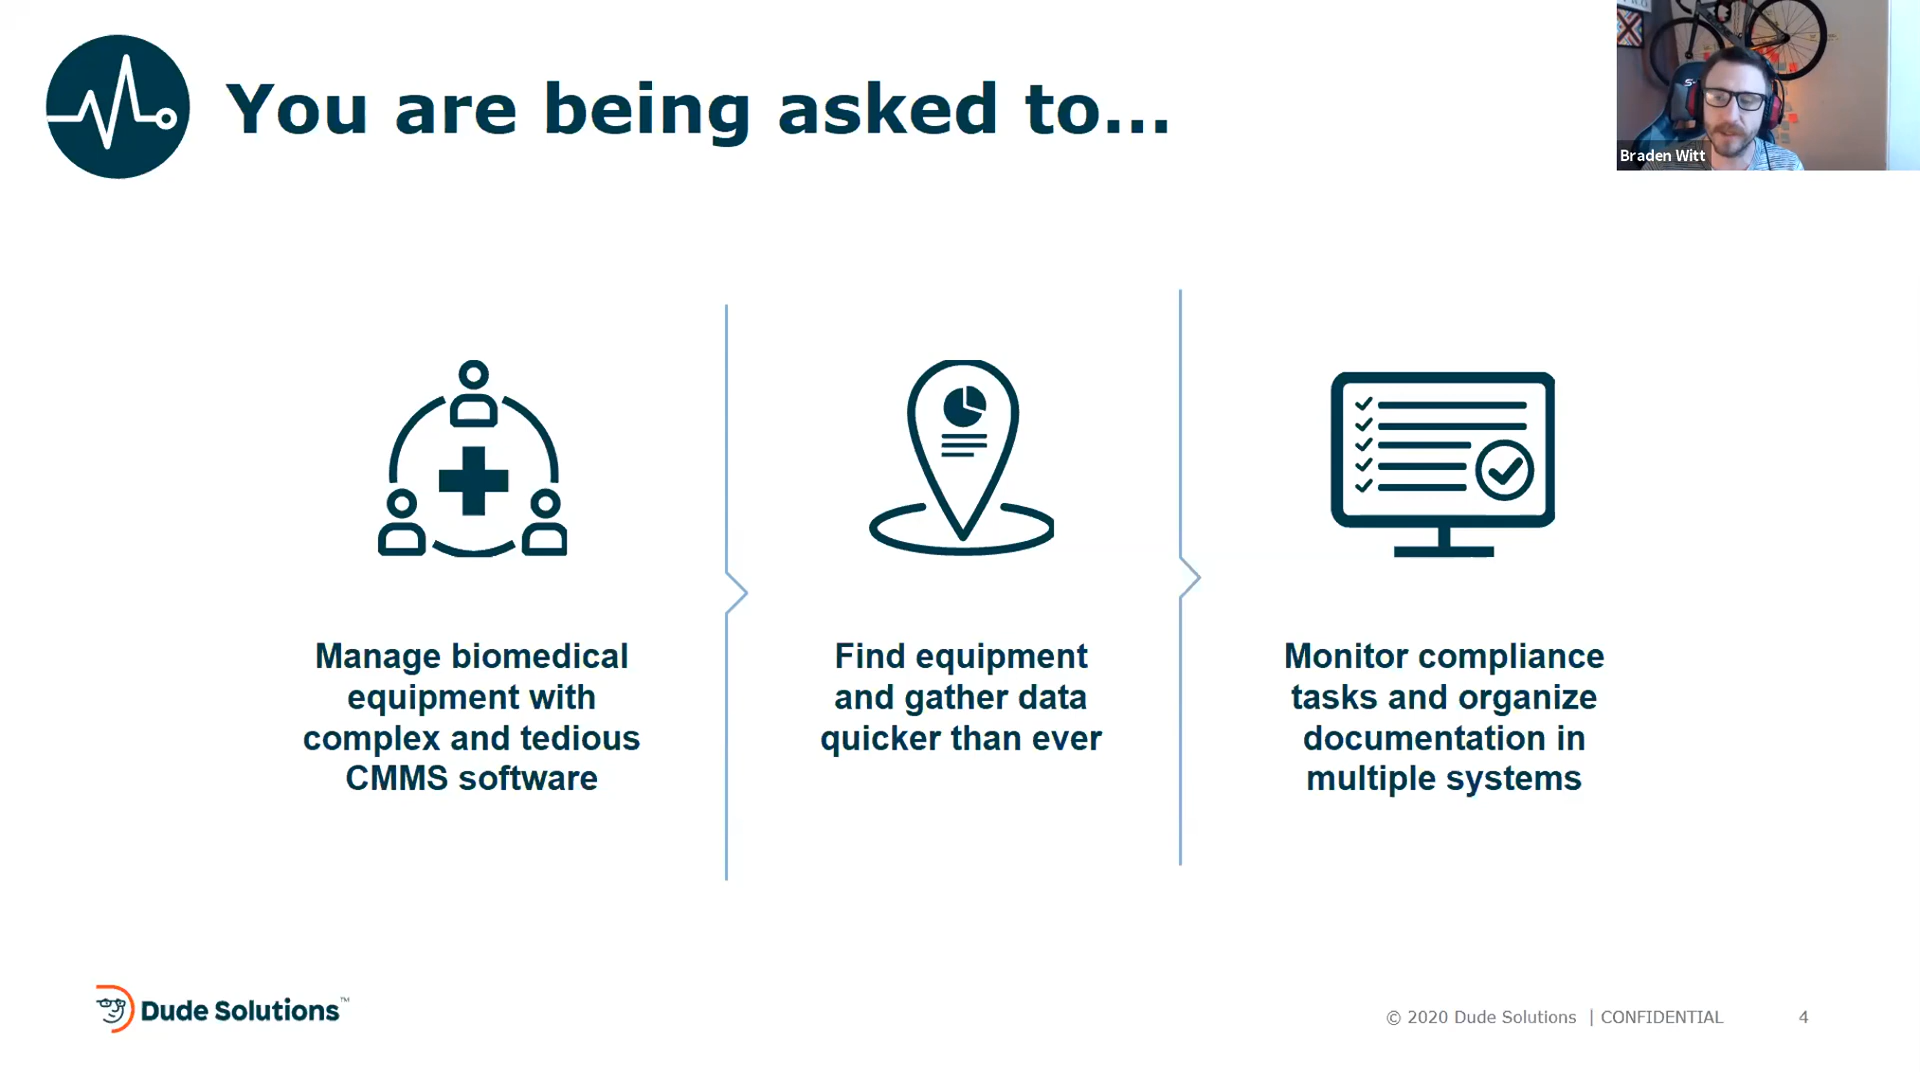 You are being asked to...
Braden Witt
Manage biomedical
equipment with
complex and tedious
CMMS software
Find equipment
and gather data
quicker than ever
Monitor compliance
tasks and organize
documentation in
multiple systems
Dude Solutions™
© 2020 Dude Solutions | CONFIDENTIAL 4